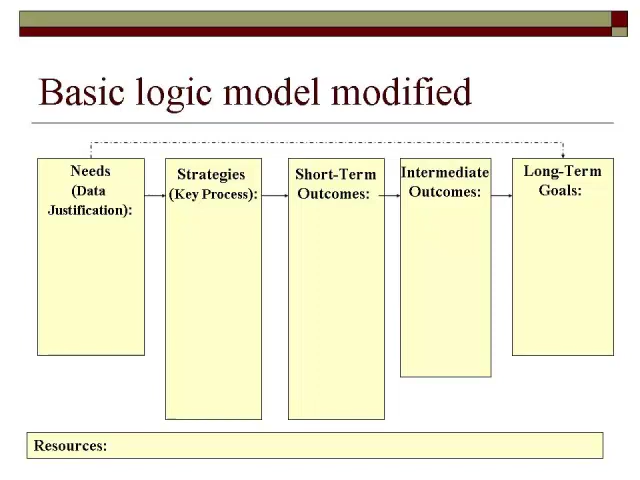 Basic logic model modified
Needs
(Data
Justification):
Strategies
(Key Process):
Short-Term
Outcomes:
Intermediate
Outcomes:
Long-Term
Goals:
Resources: